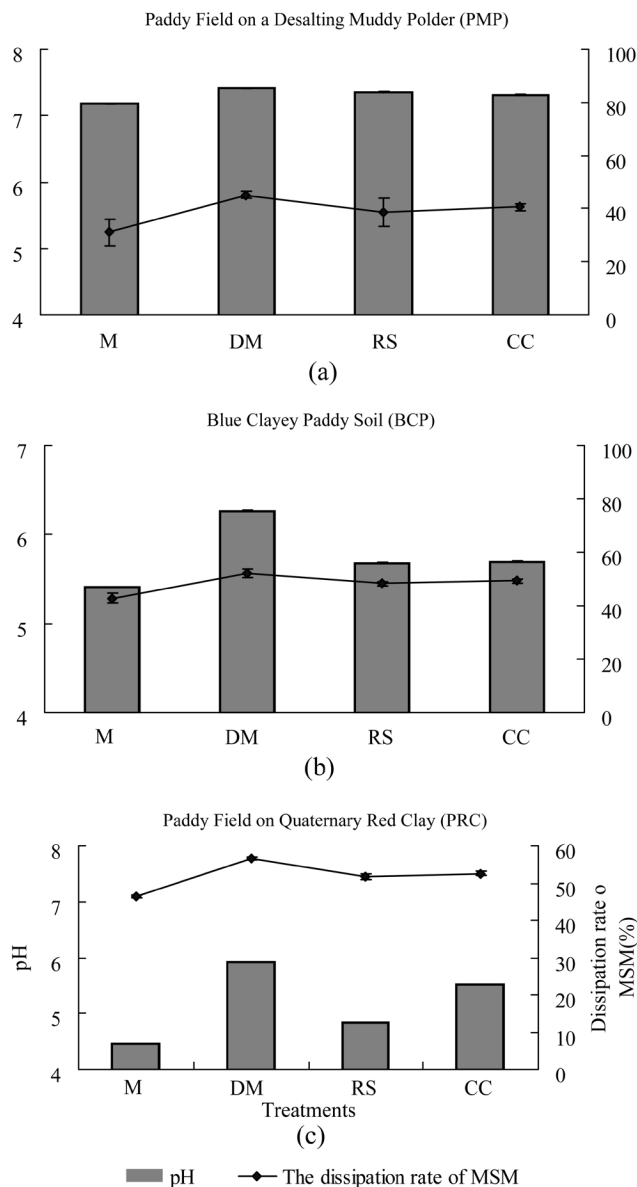 Paddy Field on a Desalting Muddy Polder (PMP)
8 100
7 80
6 60
40
5 20
4 0
M DM RS CC
(a)
Blue Clayey Paddy Soil (BCP)
7 100
80
6 60
5 40
20
4 0
M DM RS CC
(b)
Paddy Field on Quaternary Red Clay (PRC)
8 60
7 50
40
6 30
5 20
10
4 0
pH
Dissipation rate o
MSM(%)
M DM RS CC
Treatments
(c)
pH The dissipation rate of MSM